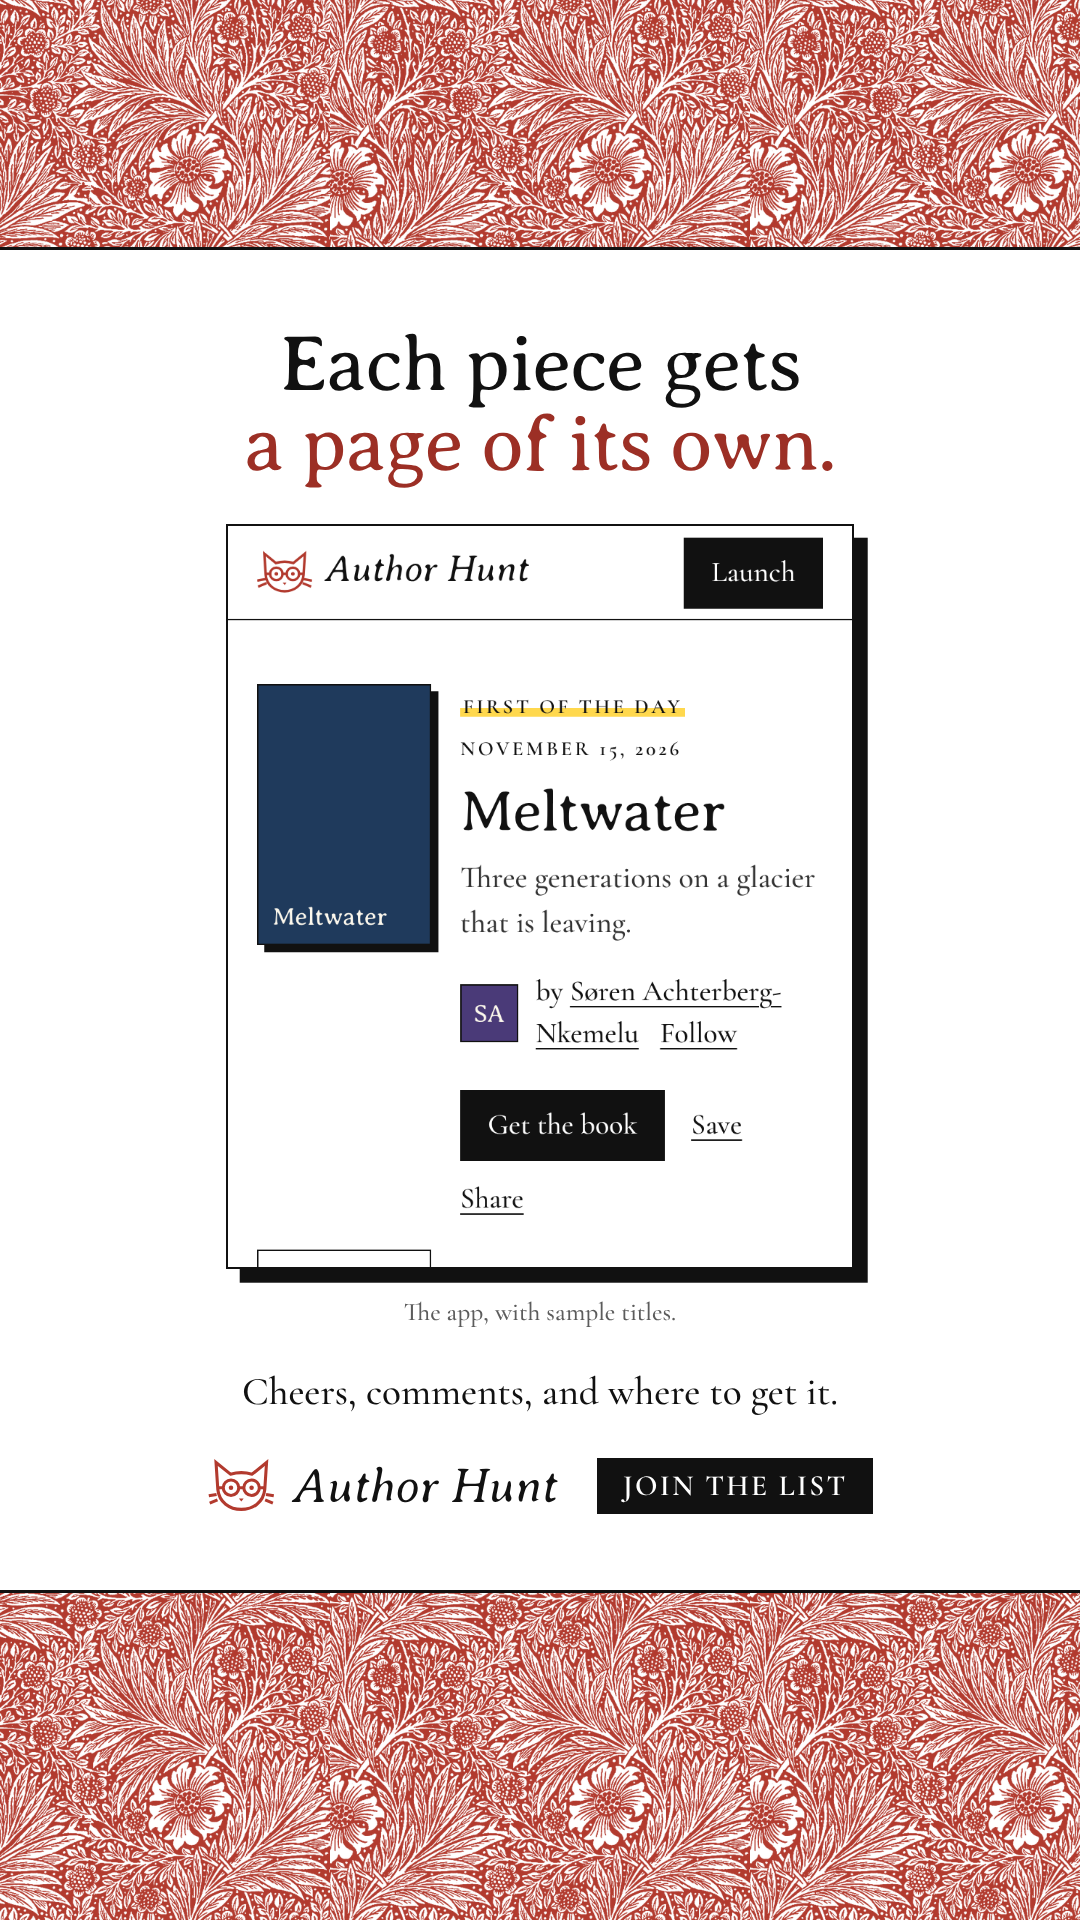 Each piece gets
a page of its own.
Author Hunt
Launch
Meltwater
FIRST OF THE DAY
NOVEMBER 15, 2026
Meltwater
Three generations on a glacier
that is leaving.
SA
by Søren Achterberg-
Nkemelu Follow
Get the book
Save
Share
The app, with sample titles.
Cheers, comments, and where to get it.
Author Hunt
JOIN THE LIST